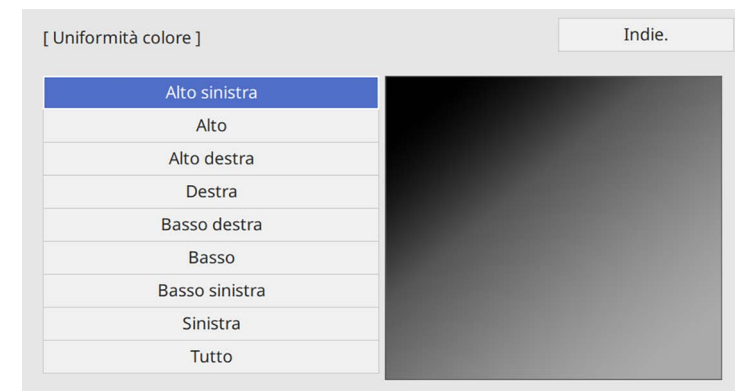 [ Uniformità colore ]
Indie.
Alto sinistra
Alto
Alto destra
Destra
Basso destra
Basso
Basso sinistra
Sinistra
Tutto